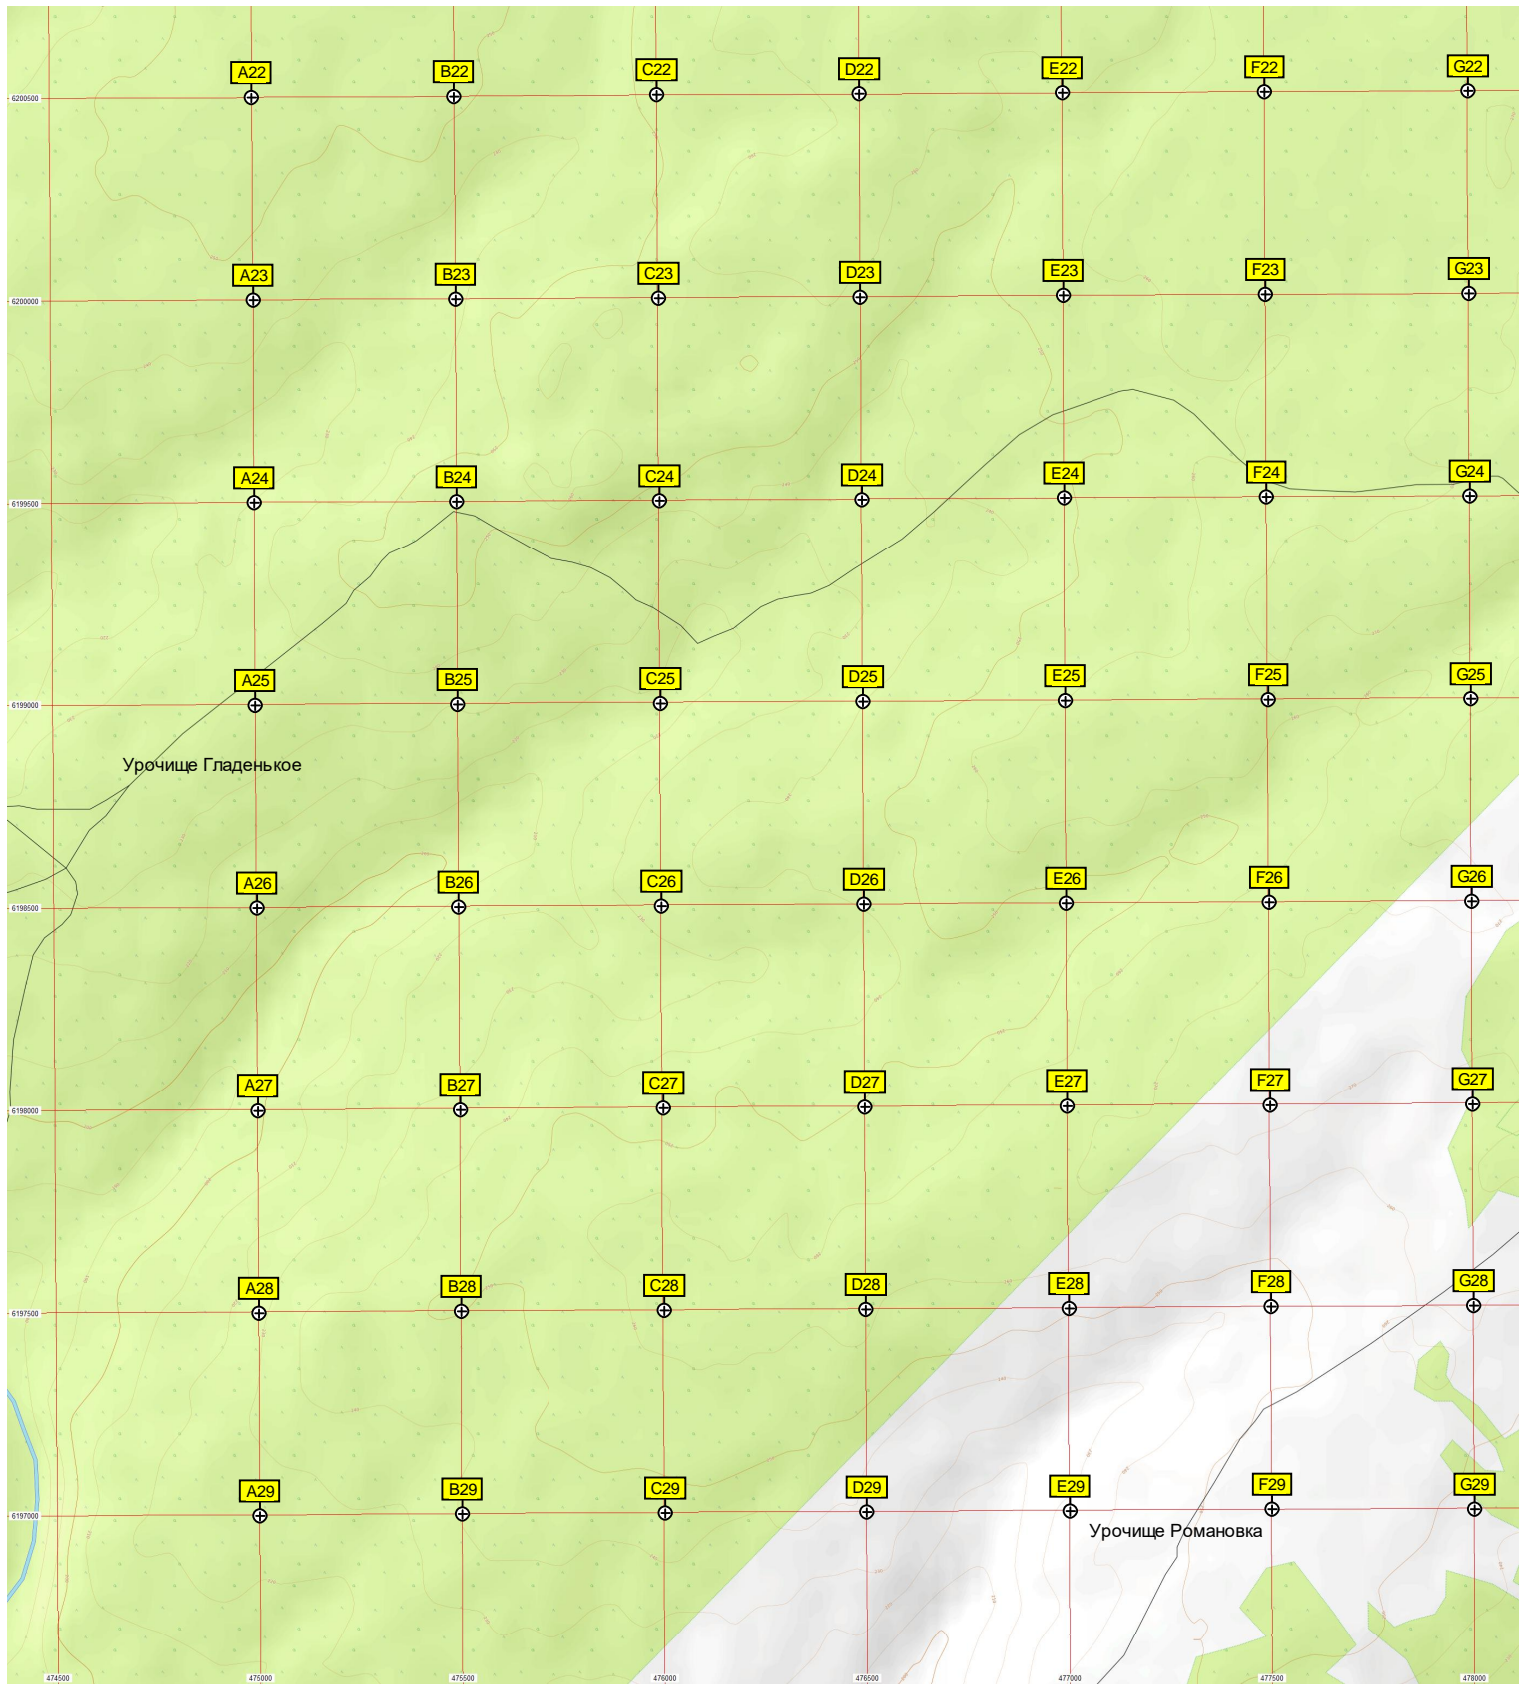 A22 B22 C22 D22 E22 F22 G22
6200500
A23 B23 C23 D23 E23 F23 G23
6200000
A24 B24 C24 D24 E24 F24 G24
6199500
A25 B25 C25 D25 E25 F25 G25
6199000
Урочище Гладенькое
A26 B26 C26 D26 E26 F26 G26
6198500
A27 B27 C27 D27 E27 F27 G27
6198000
A28 B28 C28 D28 E28 F28 G28
6197500
A29 B29 C29 D29 E29 F29 G29
6197000
Урочище Романовка
474500 475000 475500 476000 476500 477000 477500 478000